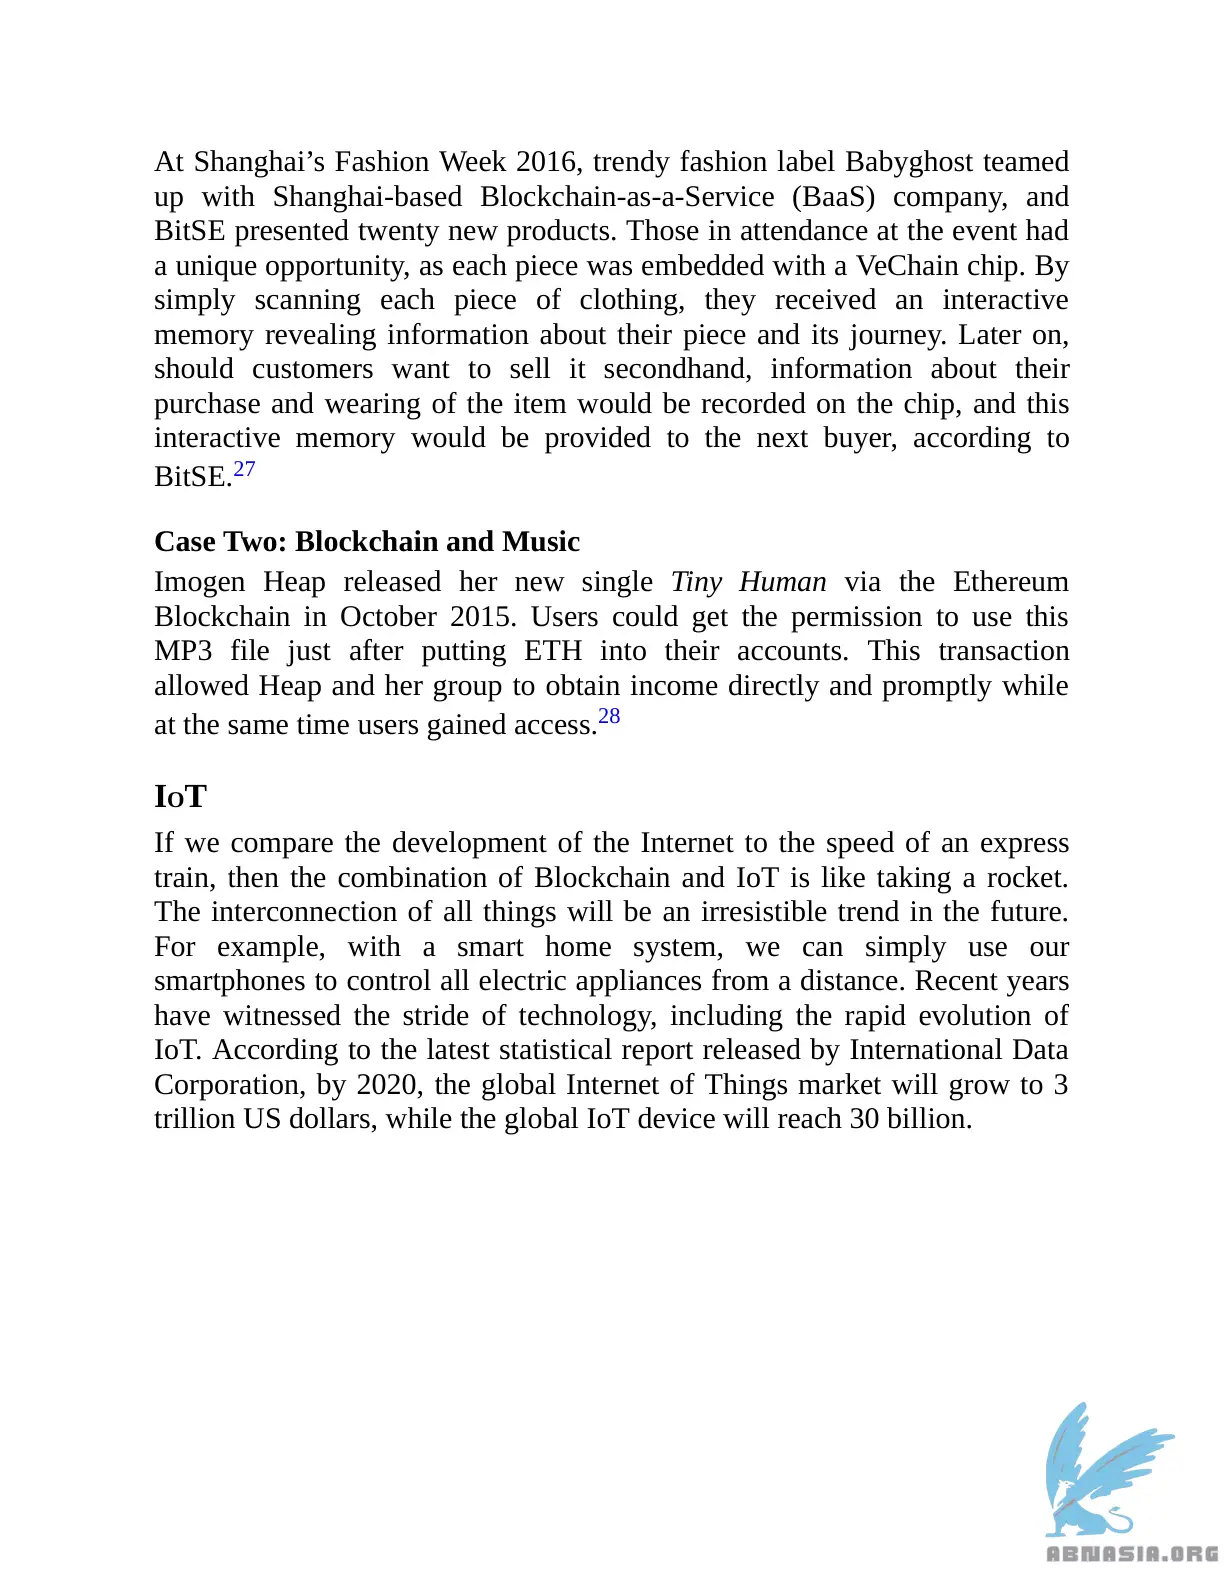 At Shanghai’s Fashion Week 2016, trendy fashion label Babyghost teamed
up with Shanghai-based Blockchain-as-a-Service (BaaS) company, and
BitSE presented twenty new products. Those in attendance at the event had
a unique opportunity, as each piece was embedded with a VeChain chip. By
simply scanning each piece of clothing, they received an interactive
memory revealing information about their piece and its journey. Later on,
should customers want to sell it secondhand, information about their
purchase and wearing of the item would be recorded on the chip, and this
interactive memory would be provided to the next buyer, according to
BitSE.27
Case Two: Blockchain and Music
Imogen Heap released her new single Tiny Human via the Ethereum
Blockchain in October 2015. Users could get the permission to use this
MP3 file just after putting ETH into their accounts. This transaction
allowed Heap and her group to obtain income directly and promptly while
at the same time users gained access.28
IoT
If we compare the development of the Internet to the speed of an express
train, then the combination of Blockchain and IoT is like taking a rocket.
The interconnection of all things will be an irresistible trend in the future.
For example, with a smart home system, we can simply use our
smartphones to control all electric appliances from a distance. Recent years
have witnessed the stride of technology, including the rapid evolution of
IoT. According to the latest statistical report released by International Data
Corporation, by 2020, the global Internet of Things market will grow to 3
trillion US dollars, while the global IoT device will reach 30 billion.
ABNASIA.ORG